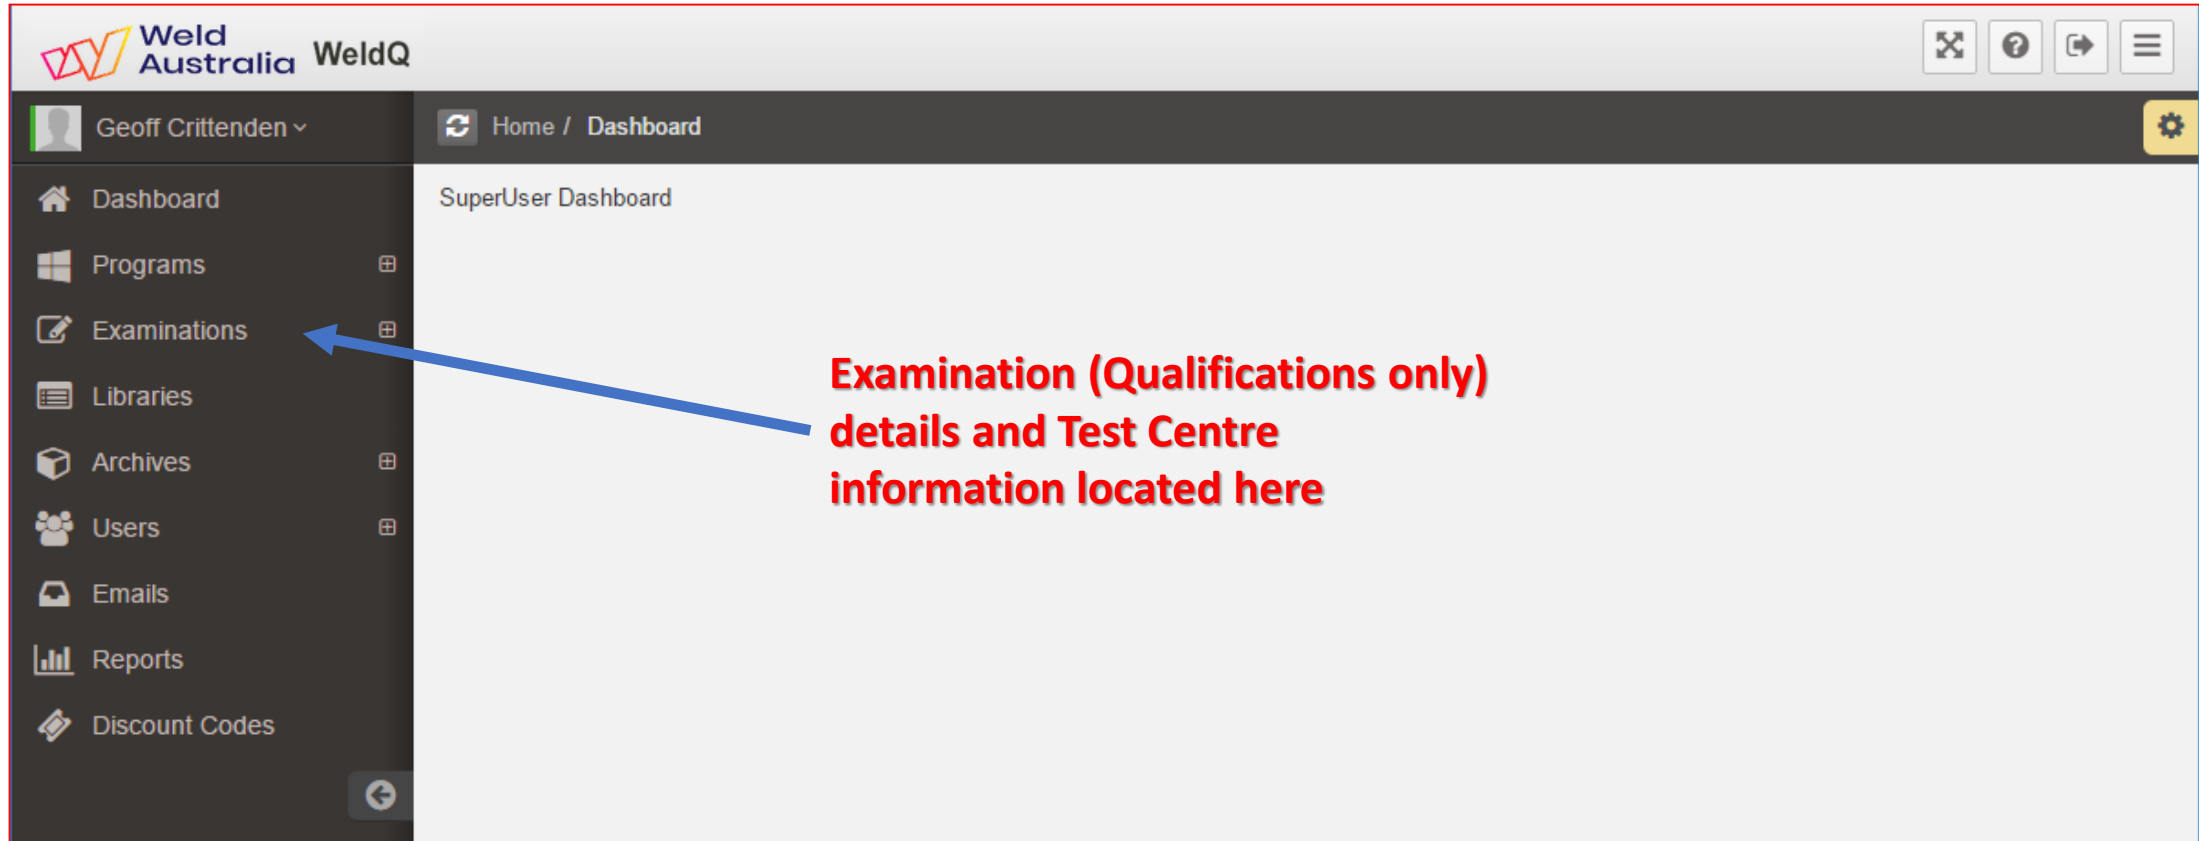 Weld
Australia WeldQ
Geoff Crittenden
Home / Dashboard
Dashboard
SuperUser Dashboard
Programs
Examinations
Libraries
Archives
Users
Emails
Reports
Discount Codes
Examination (Qualifications only)
details and Test Centre
information located here